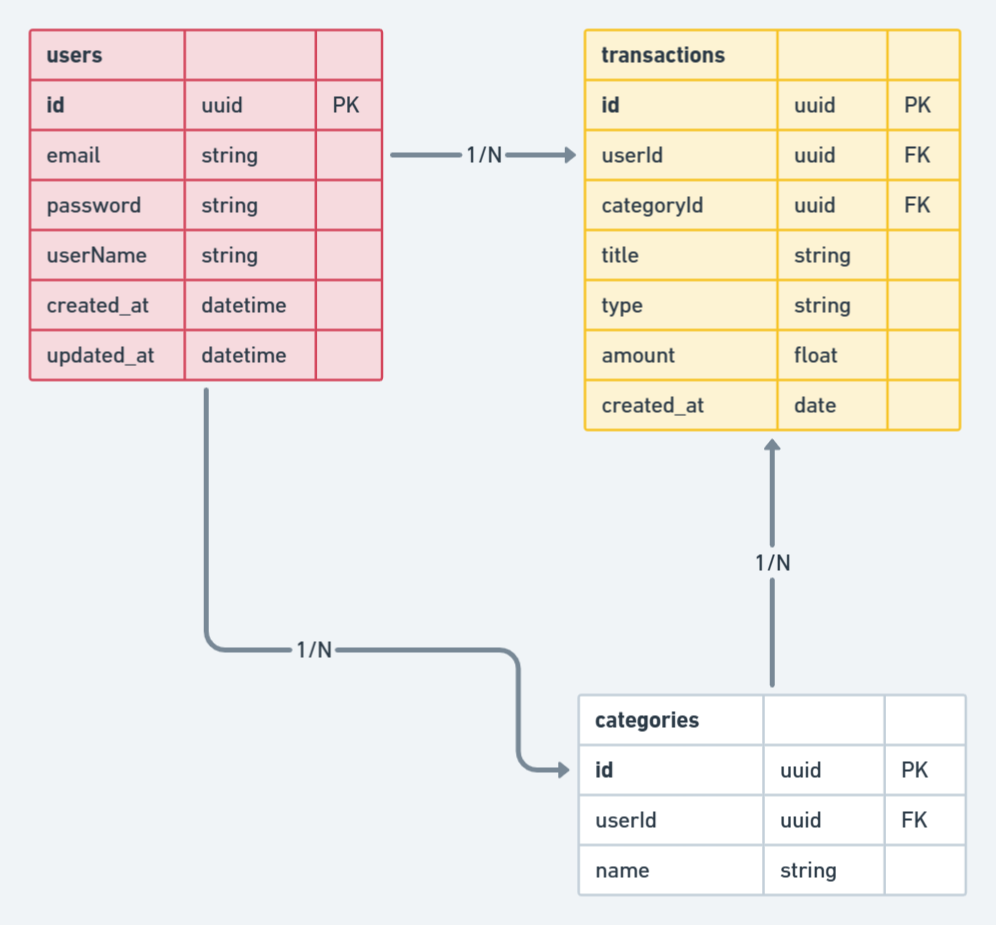 users
id uuid PK
email string
password string
userName string
created_at datetime
updated_at datetime
1/N
transactions
id uuid PK
userId uuid FK
categoryId uuid FK
title string
type string
amount float
created_at date
1/N
1/N
categories
id uuid PK
userId uuid FK
name string